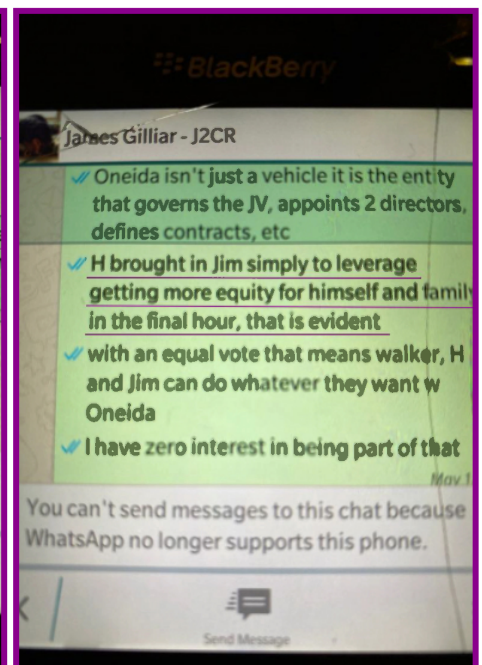 BlackBerry
James Gilliar - J2CR
Oneida isn't just a vehicle it is the entity
that governs the JV, appoints 2 directors,
defines contracts, etc
H brought in Jim simply to leverage
getting more equity for himself and family
in the final hour, that is evident
with an equal vote that means walker, H
and Jim can do whatever they want w
Oneida
I have zero interest in being part of that
May 1
You can't send messages to this chat because
WhatsApp no longer supports this phone.
Send Message